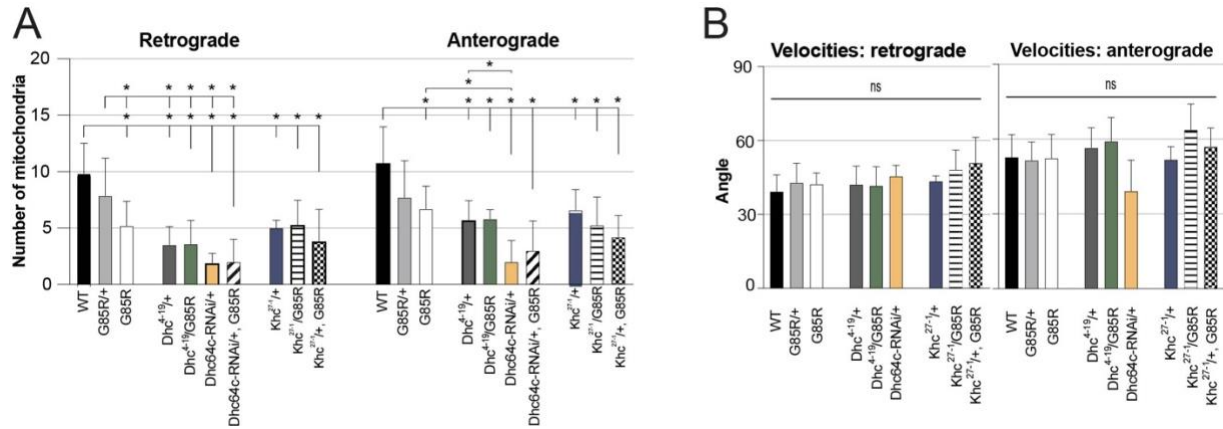 A
Retrograde
Anterograde
Number of mitochondria
20
15
10
5
0
* * * * *
* * * * * * * *
*
*
* * * * * * * *
WT
G85R/+
G85R
Dhc4-19/+
Dhc4-19/G85R
Dhc64c-RNAi/+
Dhc64c-RNAi/+, G85R
Khc27-1/+
Khc27-1/G85R
Khc27-1/+, G85R
WT
G85R/+
G85R
Dhc4-19/+
Dhc4-19/G85R
Dhc64c-RNAi/+
Dhc64c-RNAi/+, G85R
Khc27-1/+
Khc27-1/G85R
Khc27-1/+, G85R
B
Velocities: retrograde
Velocities: anterograde
Angle
90
60
30
0
ns
ns
WT
G85R/+
G85R
Dhc4-19/+
Dhc4-19/G85R
Dhc64c-RNAi/+
Khc27-1/+
Khc27-1/G85R
Khc27-1/+, G85R
WT
G85R/+
G85R
Dhc4-19/+
Dhc4-19/G85R
Dhc64c-RNAi/+
Khc27-1/+
Khc27-1/G85R
Khc27-1/+, G85R